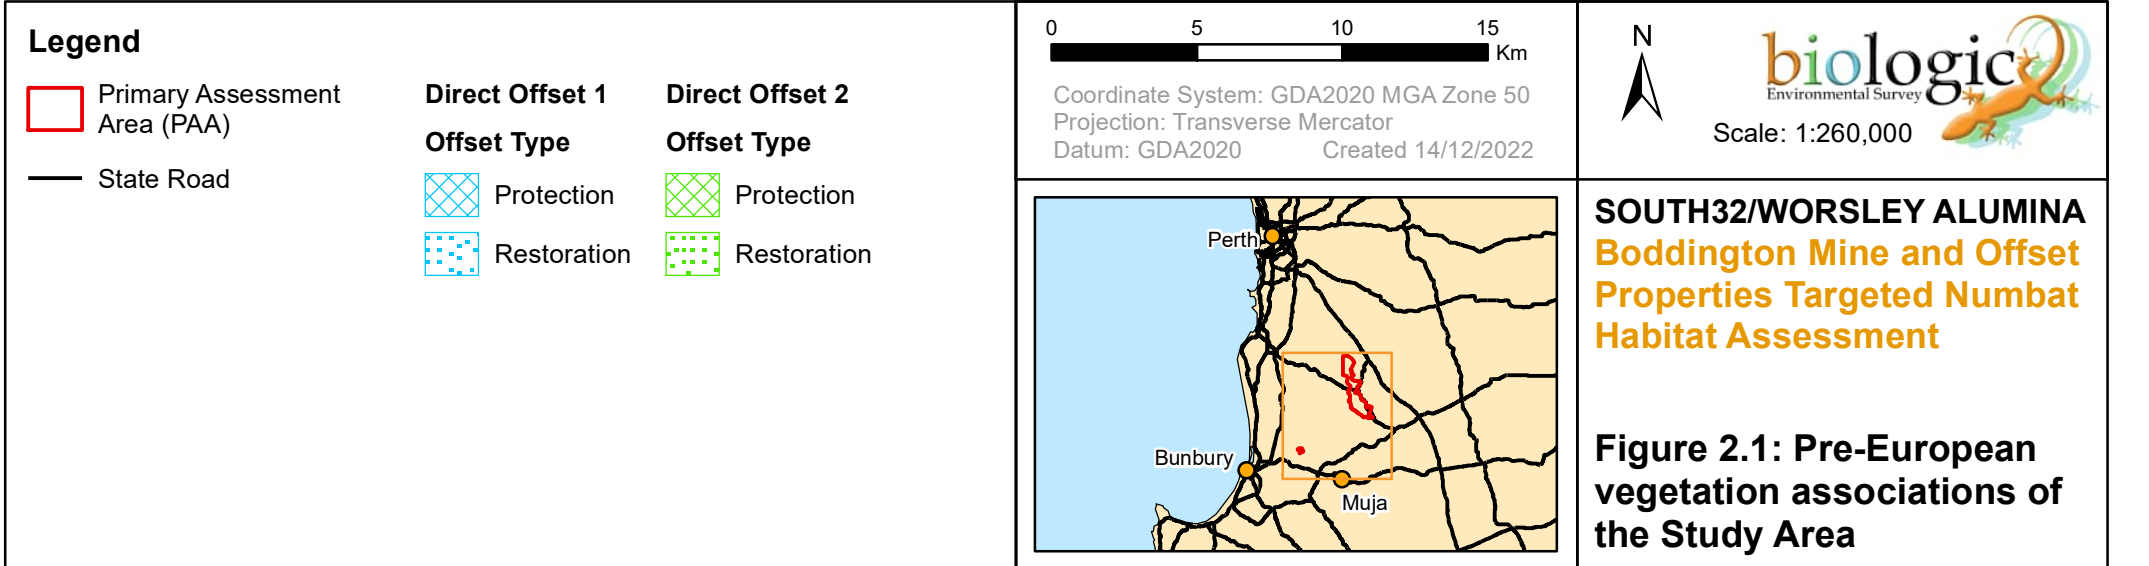 Legend
Primary Assessment
Area (PAA)
State Road
Direct Offset 1
Offset Type
Protection
Restoration
Direct Offset 2
Offset Type
Protection
Restoration
0 5 10 15
Km
Coordinate System: GDA2020 MGA Zone 50
Projection: Transverse Mercator
Datum: GDA2020 Created 14/12/2022
N
biologic
Environmental Survey
Scale: 1:260,000
Perth
Bunbury
Muja
SOUTH32/WORSLEY ALUMINA
Boddington Mine and Offset
Properties Targeted Numbat
Habitat Assessment
Figure 2.1: Pre-European
vegetation associations of
the Study Area